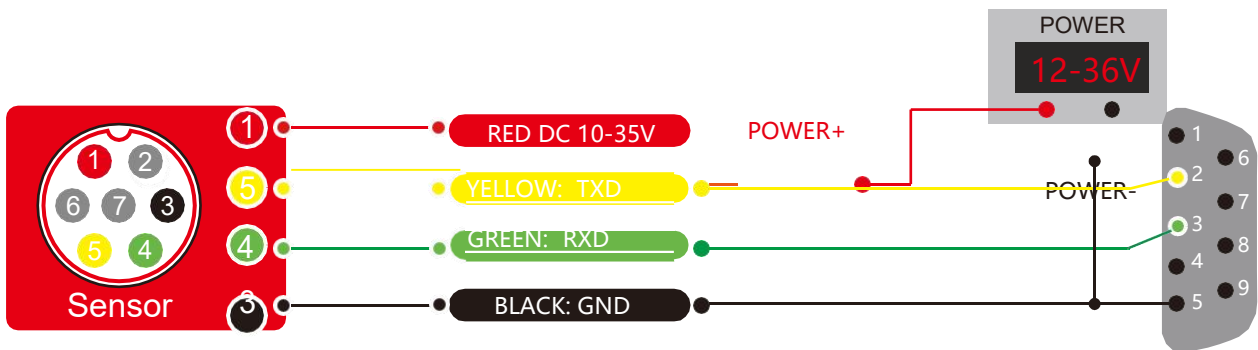 POWER
12-36V
1
RED DC 10-35V
POWER+
1
6
1
2
5
YELLOW: TXD
2
POWER-
6
7
3
7
3
5
4
4
GREEN: RXD
8
4
9
Sensor
3
BLACK: GND
5